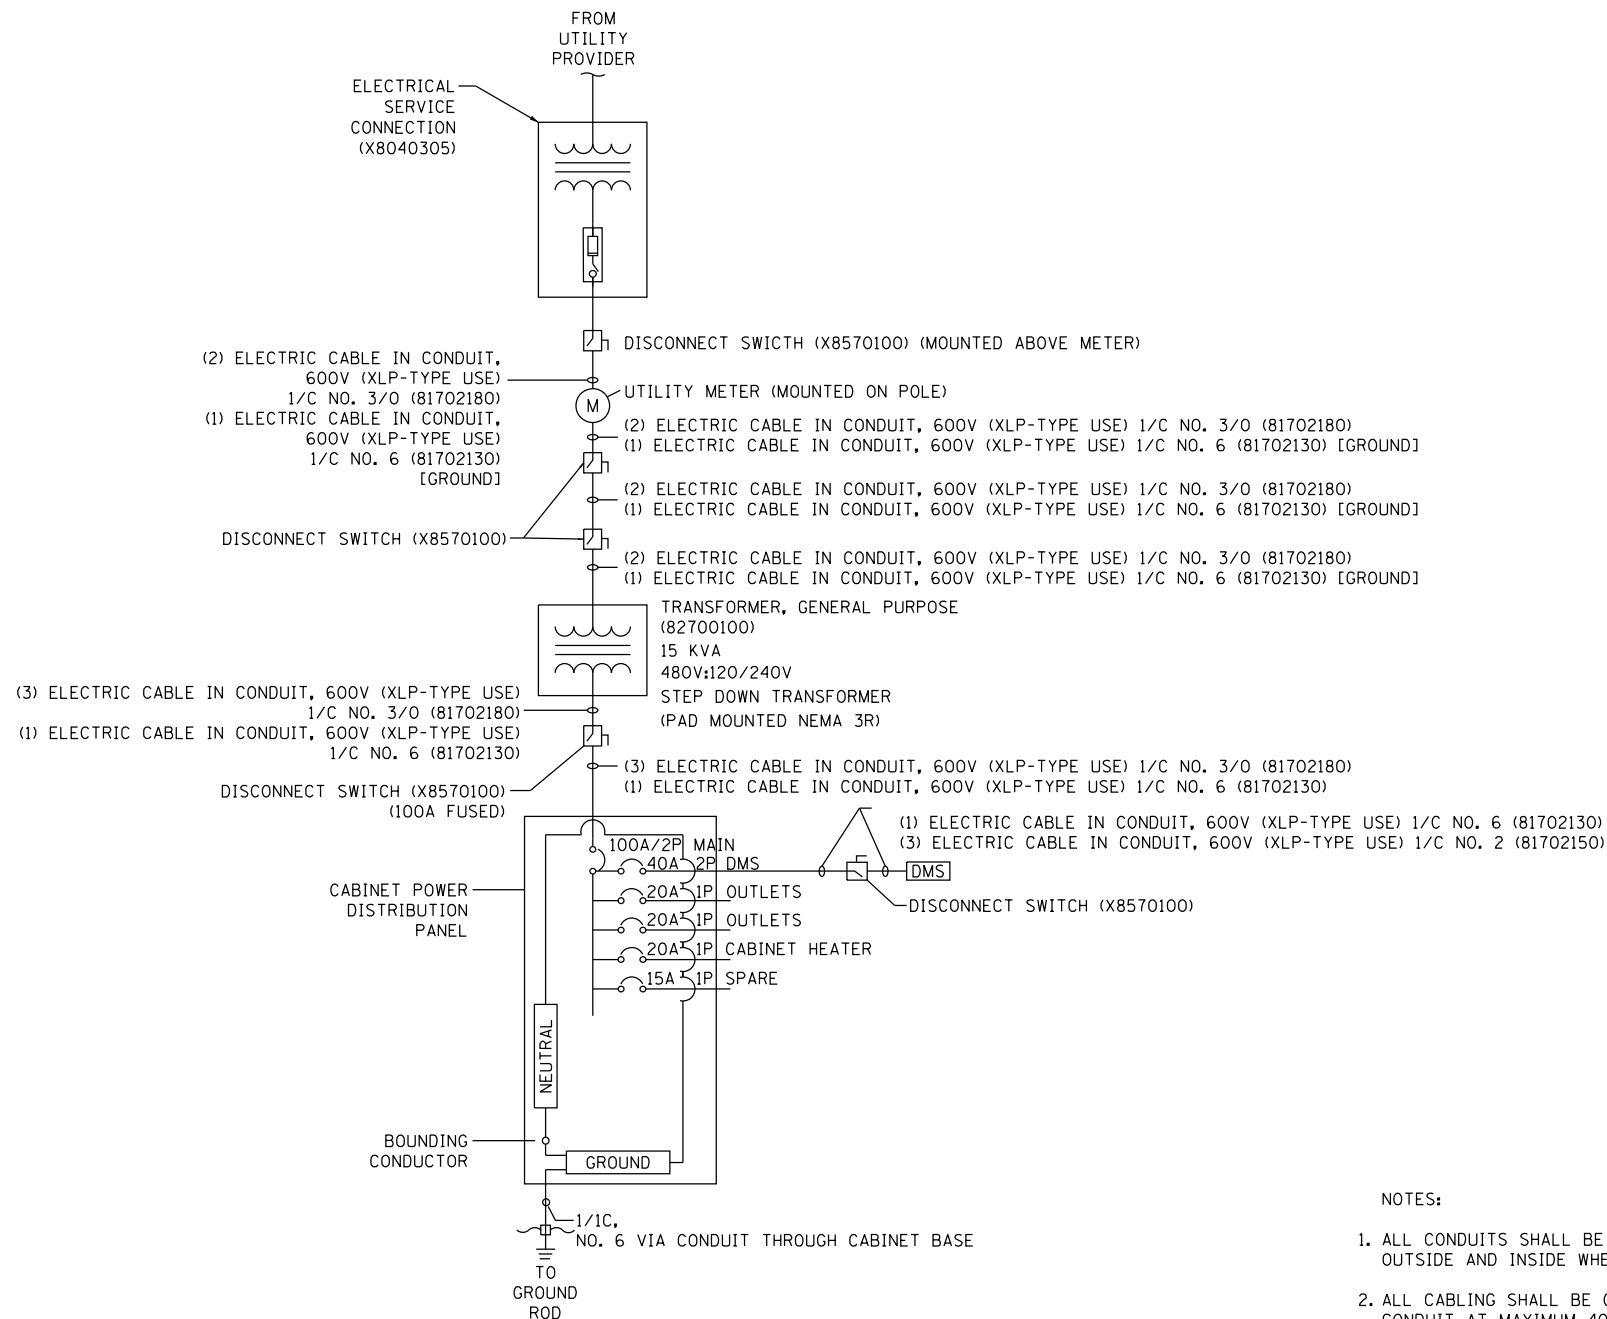 FROM
UTILITY
PROVIDER
ELECTRICAL
SERVICE
CONNECTION
(X8040305)
DISCONNECT SWICTH (X8570100) (MOUNTED ABOVE METER)
(2) ELECTRIC CABLE IN CONDUIT,
600V (XLP-TYPE USE)
1/C NO. 3/0 (81702180)
(1) ELECTRIC CABLE IN CONDUIT,
600V (XLP-TYPE USE)
1/C NO. 6 (81702130)
[GROUND]
UTILITY METER (MOUNTED ON POLE)
M
(2) ELECTRIC CABLE IN CONDUIT, 600V (XLP-TYPE USE) 1/C NO. 3/0 (81702180)
(1) ELECTRIC CABLE IN CONDUIT, 600V (XLP-TYPE USE) 1/C NO. 6 (81702130) [GROUND]
(2) ELECTRIC CABLE IN CONDUIT, 600V (XLP-TYPE USE) 1/C NO. 3/0 (81702180)
(1) ELECTRIC CABLE IN CONDUIT, 600V (XLP-TYPE USE) 1/C NO. 6 (81702130) [GROUND]
DISCONNECT SWITCH (X8570100)
(2) ELECTRIC CABLE IN CONDUIT, 600V (XLP-TYPE USE) 1/C NO. 3/0 (81702180)
(1) ELECTRIC CABLE IN CONDUIT, 600V (XLP-TYPE USE) 1/C NO. 6 (81702130) [GROUND]
TRANSFORMER, GENERAL PURPOSE
(82700100)
15 KVA
480V:120/240V
STEP DOWN TRANSFORMER
(PAD MOUNTED NEMA 3R)
(3) ELECTRIC CABLE IN CONDUIT, 600V (XLP-TYPE USE)
1/C NO. 3/0 (81702180)
(1) ELECTRIC CABLE IN CONDUIT, 600V (XLP-TYPE USE)
1/C NO. 6 (81702130)
DISCONNECT SWITCH (X8570100)
(100A FUSED)
(3) ELECTRIC CABLE IN CONDUIT, 600V (XLP-TYPE USE) 1/C NO. 3/0 (81702180)
(1) ELECTRIC CABLE IN CONDUIT, 600V (XLP-TYPE USE) 1/C NO. 6 (81702130)
(1) ELECTRIC CABLE IN CONDUIT, 600V (XLP-TYPE USE) 1/C NO. 6 (81702130)
(3) ELECTRIC CABLE IN CONDUIT, 600V (XLP-TYPE USE) 1/C NO. 2 (81702150)
100A/2P MAIN
40A 2P DMS
DMS
DISCONNECT SWITCH (X8570100)
CABINET POWER
DISTRIBUTION
PANEL
20A 1P OUTLETS
20A 1P OUTLETS
20A 1P CABINET HEATER
15A 1P SPARE
NEUTRAL
BOUNDING
CONDUCTOR
GROUND
1/1C,
NO. 6 VIA CONDUIT THROUGH CABINET BASE
TO
GROUND
ROD
NOTES:
1. ALL CONDUITS SHALL BE
OUTSIDE AND INSIDE
2. ALL CABLING SHALL BE
CONDUIT AT MAXIMUM